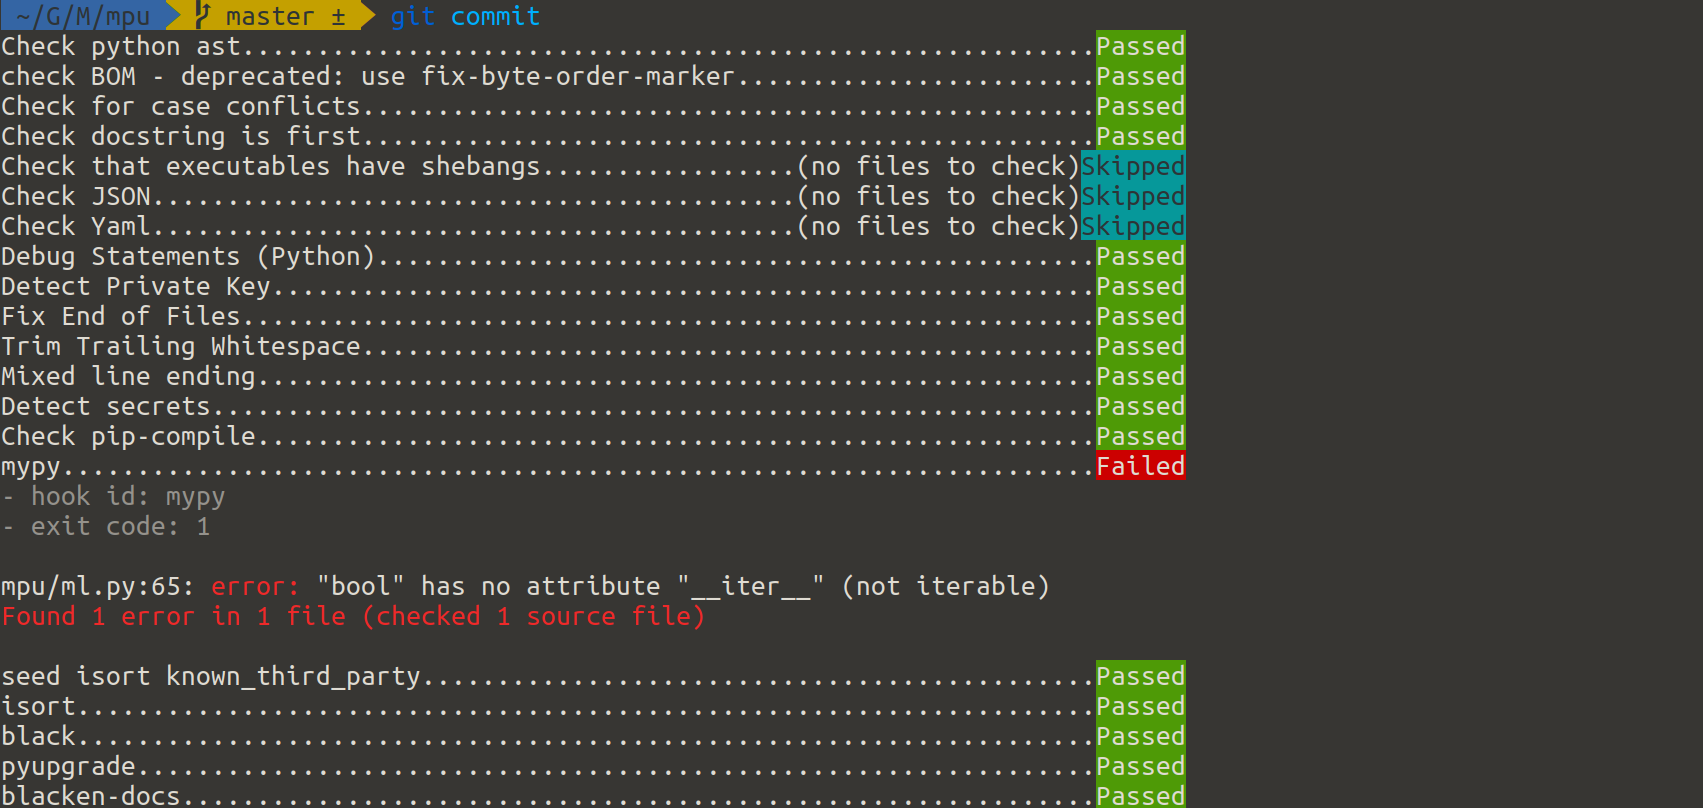 ~/G/M/mpu master ± git commit
Check python ast.........................................................Passed
check BOM - deprecated: use fix-byte-order-marker........................Passed
Check for case conflicts.................................................Passed
Check docstring is first.................................................Passed
Check that executables have shebangs.................(no files to check)Skipped
Check JSON...........................................(no files to check)Skipped
Check Yaml...........................................(no files to check)Skipped
Debug Statements (Python)................................................Passed
Detect Private Key.......................................................Passed
Fix End of Files.........................................................Passed
Trim Trailing Whitespace.................................................Passed
Mixed line ending........................................................Passed
Detect secrets...........................................................Passed
Check pip-compile........................................................Passed
mypy.....................................................................Failed
- hook id: mypy
- exit code: 1
mpu/ml.py:65: error: "bool" has no attribute "__iter__" (not iterable)
Found 1 error in 1 file (checked 1 source file)
seed isort known_third_party.............................................Passed
isort....................................................................Passed
black....................................................................Passed
pyupgrade................................................................Passed
blacken-docs.............................................................Passed